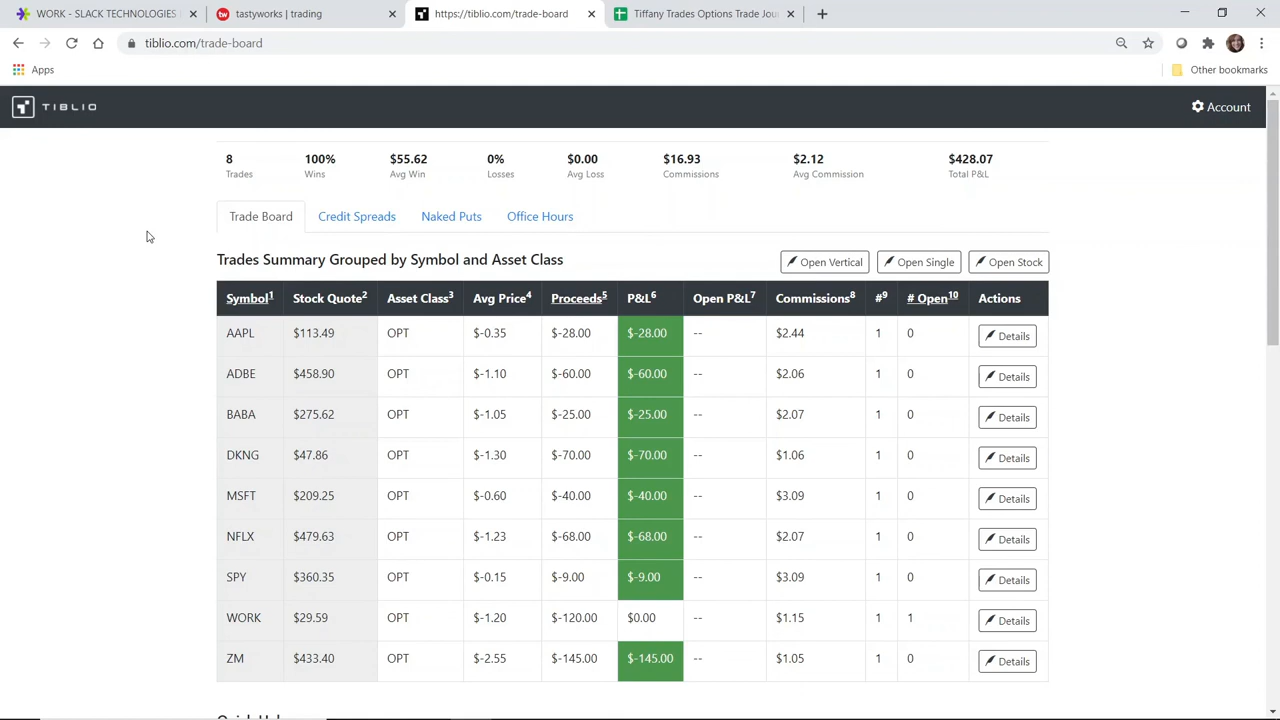 WORK - SLACK TECHNOLOGIES
tastyworks | trading
https://tiblio.com/trade-board
Tiffany Trades Options Trade Jou
tiblio.com/trade-board
Apps
Other bookmarks
TIBLIO
Account
8 100% $55.62 0% $0.00 $16.93 $2.12 $428.07
Trades Wins Avg Win Losses Avg Loss Commissions Avg Commission Total P&L
Trade Board Credit Spreads Naked Puts Office Hours
Trades Summary Grouped by Symbol and Asset Class Open Vertical Open Single Open Stock
Symbol1 Stock Quote2 Asset Class3 Avg Price4 Proceeds5 P&L6 Open P&L7 Commissions8 #9 # Open10 Actions
AAPL $113.49 OPT $-0.35 $-28.00 $-28.00 -- $2.44 1 0 Details
ADBE $458.90 OPT $-1.10 $-60.00 $-60.00 -- $2.06 1 0 Details
BABA $275.62 OPT $-1.05 $-25.00 $-25.00 -- $2.07 1 0 Details
DKNG $47.86 OPT $-1.30 $-70.00 $-70.00 -- $1.06 1 0 Details
MSFT $209.25 OPT $-0.60 $-40.00 $-40.00 -- $3.09 1 0 Details
NFLX $479.63 OPT $-1.23 $-68.00 $-68.00 -- $2.07 1 0 Details
SPY $360.35 OPT $-0.15 $-9.00 $-9.00 -- $3.09 1 0 Details
WORK $29.59 OPT $-1.20 $-120.00 $0.00 -- $1.15 1 1 Details
ZM $433.40 OPT $-2.55 $-145.00 $-145.00 -- $1.05 1 0 Details